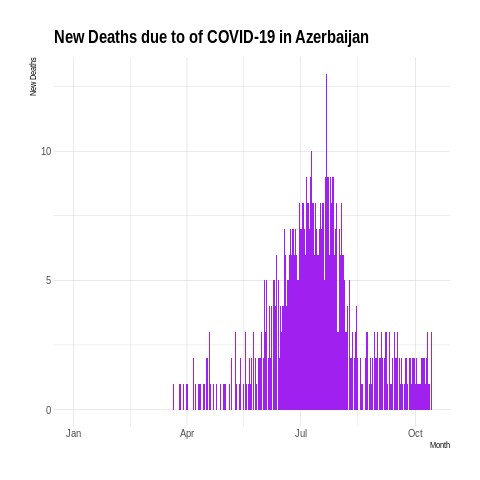 New Deaths due to of COVID-19 in Azerbaijan
New Deaths
10
5
0
Jan Apr Jul Oct
Month